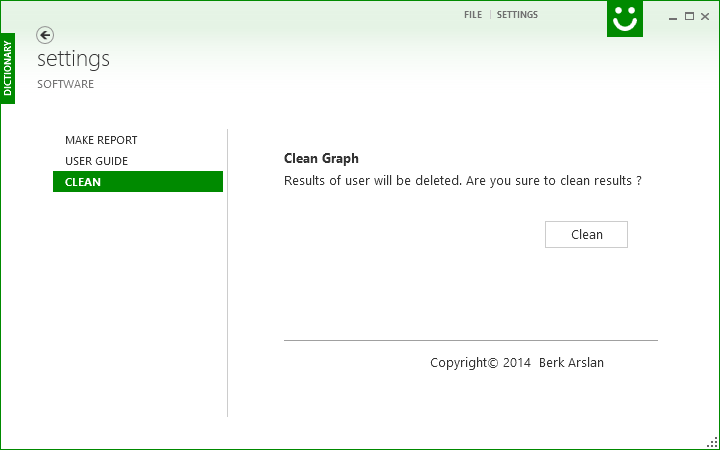 FILE | SETTINGS
DICTIONARY
settings
SOFTWARE
MAKE REPORT
USER GUIDE
CLEAN
Clean Graph
Results of user will be deleted. Are you sure to clean results ?
Clean
Copyright© 2014 Berk Arslan